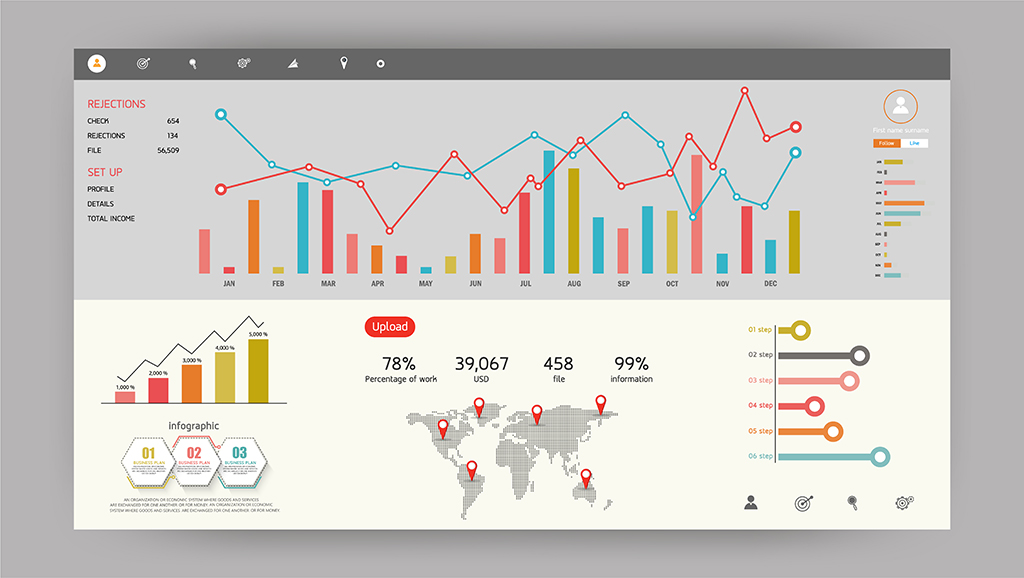 REJECTIONS
CHECK 654
REJECTIONS 134
FILE 56,509
SET UP
PROFILE
DETAILS
TOTAL INCOME
JAN FEB MAR APR MAY JUN JUL AUG SEP OCT NOV DEC
First name surname
Follow Line
1,000 %
2,000 %
3,000 %
4,000 %
5,000 %
infographic
01 02 03
BUSINESS PLAN BUSINESS PLAN BUSINESS PLAN
AN ORGANIZATION OR ECONOMIC SYSTEM WHERE GOODS AND SERVICES
ARE EXCHANGED FOR ONE ANOTHER OR FOR MONEY. AN ORGANIZATION OR ECONOMIC
SYSTEM WHERE GOODS AND SERVICES. ARE EXCHANGED FOR ONE ANOTHER OR FOR MONEY.
Upload
78% 39,067 458 99%
Percentage of work USD file information
01 step
02 step
03 step
04 step
05 step
06 step